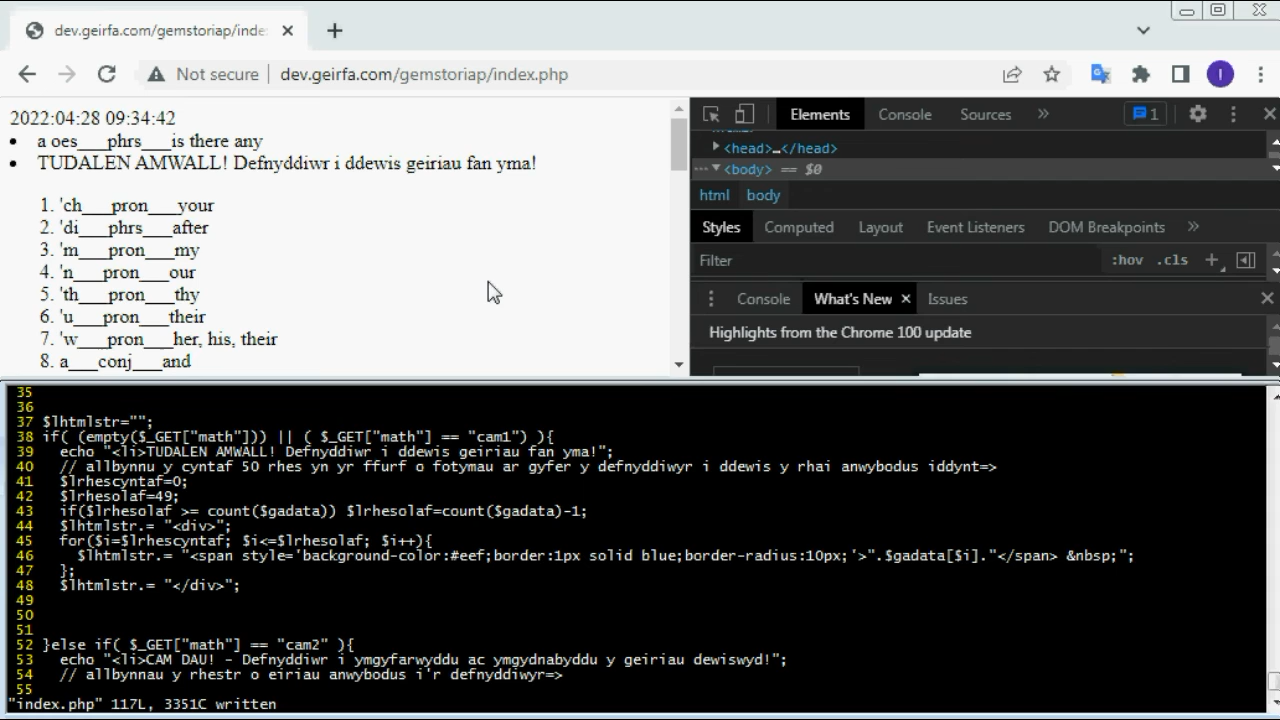 dev.geirfa.com/gemstoriap/inde
Not secure dev.geirfa.com/gemstoriap/index.php I
2022:04:28 09:34:42
• a oes___phrs___is there any
• TUDALEN AMWALL! Defnyddiwr i ddewis geiriau fan yma!
1. 'ch___pron___your
2. 'di___phrs___after
3. 'm___pron___my
4. 'n___pron___our
5. 'th___pron___thy
6. 'u___pron___their
7. 'w___pron___her, his, their
8. a___conj___and
Elements Console Sources » 1
<head>…</head>
··· <body> == $0
html body
Styles Computed Layout Event Listeners DOM Breakpoints »
Filter :hov .cls +
Console What's New × Issues
Highlights from the Chrome 100 update
35
36
37 $lhtmlstr="";
38 if( (empty($_GET["math"])) || ( $_GET["math"] == "cam1") ){
39 echo "<li>TUDALEN AMWALL! Defnyddiwr i ddewis geriau fan yma!";
40 // allbynnu y cyntaf 50 rhes yn yr ffurf o fotymau ar gyfer y defnyddiwyr i ddewis y rhai anwybodus iddynt=>
41 $lrhescyntaf=0;
42 $lrhesolaf=49;
43 if($lrhesolaf >= count($gadata)) $lrhesolaf=count($gadata)-1;
44 $lhtmlstr.= "<div>";
45 for($i=$lrhescyntaf; $i<=$lrhesolaf; $i++){
46 $lhtmlstr.= "<span style='background-color:#eef;border:1px solid blue;border-radius:10px;'>".$gadata[$i]."</span> &nbsp;";
47 };
48 $lhtmlstr.= "</div>";
49
50
51
52 }else if( $_GET["math"] == "cam2" ){
53 echo "<li>CAM DAU! - Defnyddiwr i ymgyfarwyddu ac ymgydnabyddu y geiriau dewiswyd!";
54 // allbynnau y rhestr o eiriau anwybodus i'r defnyddiwyr=>
55
"index.php" 117L, 3351C written